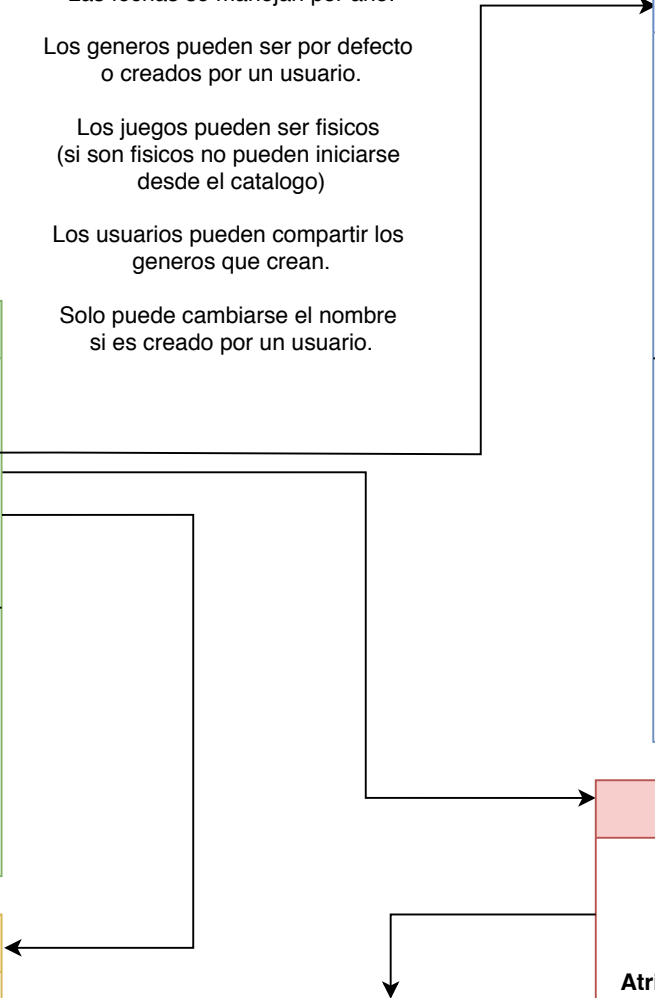 Los generos pueden ser por defecto
o creados por un usuario.
Los juegos pueden ser fisicos
(si son fisicos no pueden iniciarse
desde el catalogo)
Los usuarios pueden compartir los
generos que crean.
Solo puede cambiarse el nombre
si es creado por un usuario.